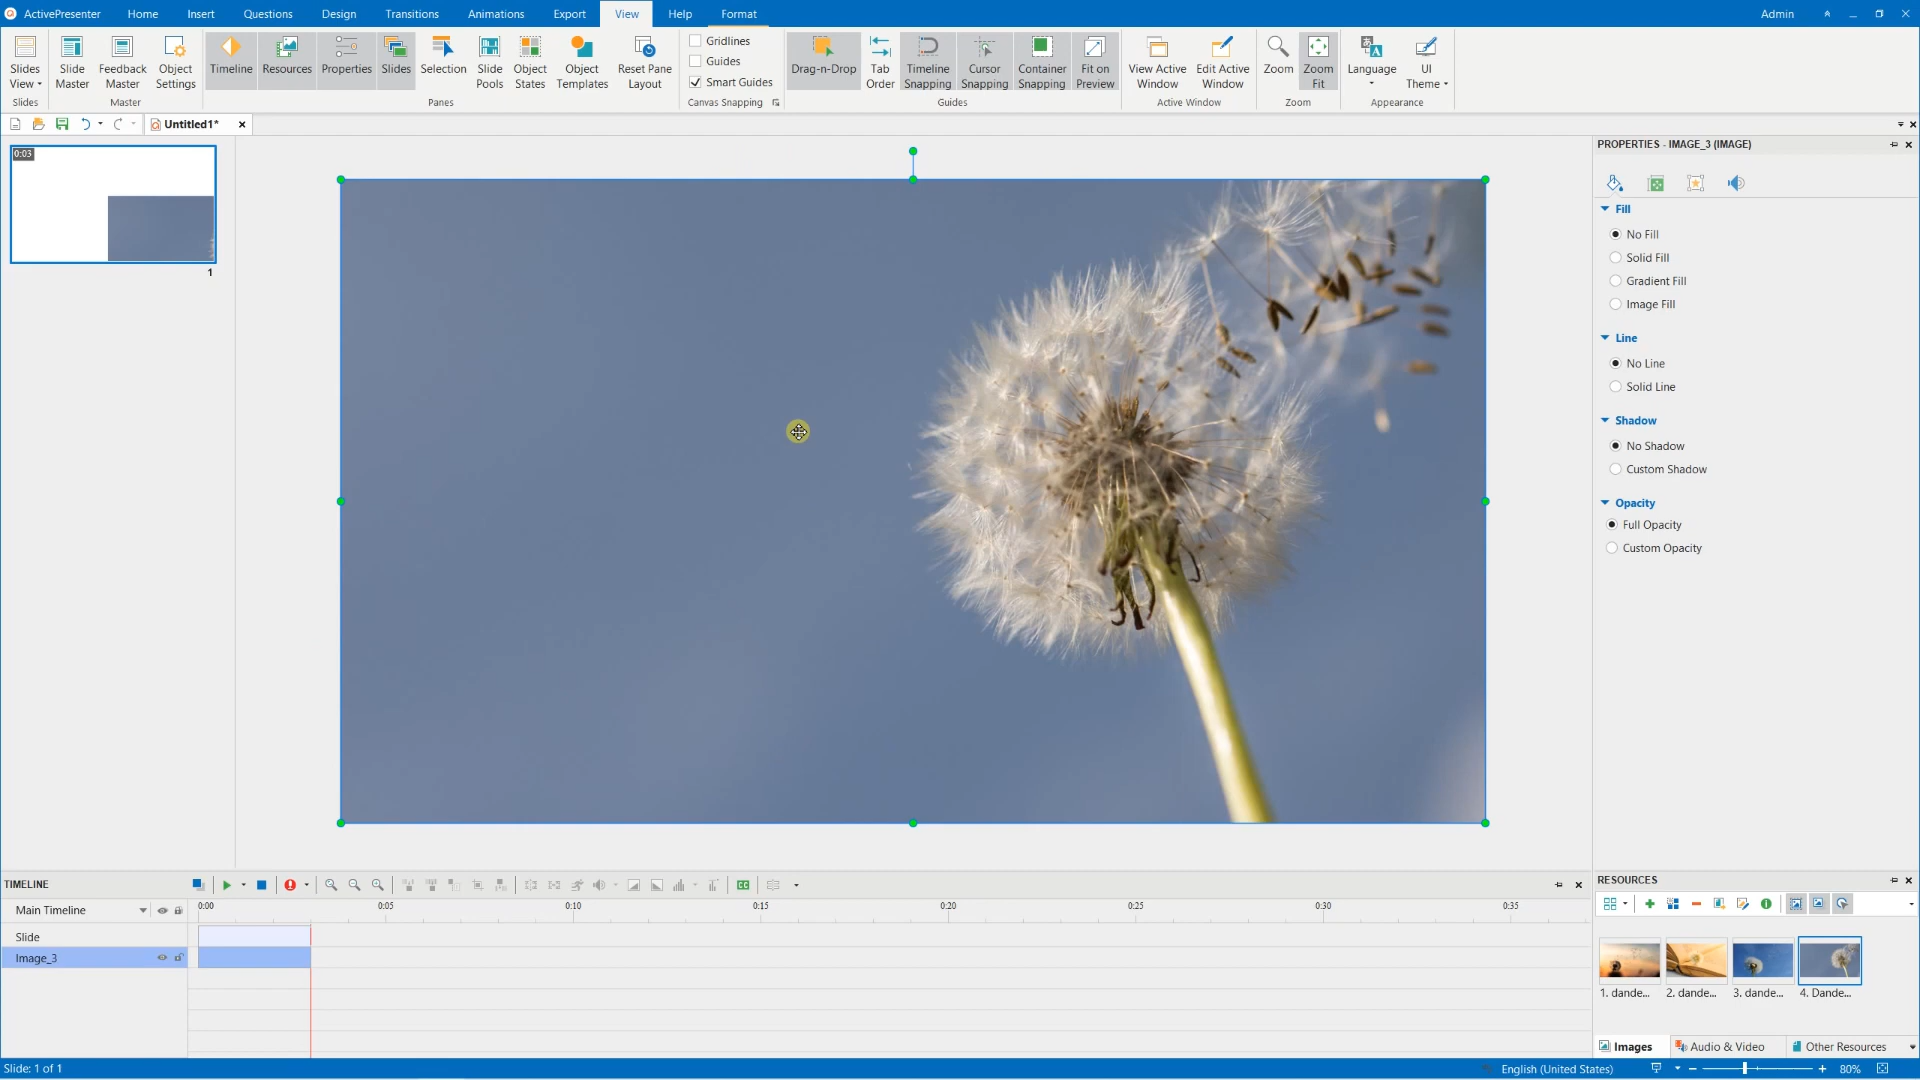 ActivePresenter Home Insert Questions Design Transitions Animations Export View Help Format Admin
Slides View Slide Master Feedback Master Object Settings Timeline Resources Properties Slides Selection Slide Pools Object States Object Templates Reset Pane Layout
Gridlines
Guides
Smart Guides
Drag-n-Drop Tab Order Timeline Snapping Cursor Snapping Container Snapping Fit on Preview View Active Window Edit Active Window Zoom Zoom Fit Language UI Theme
Slides Master Panes Canvas Snapping Guides Active Window Zoom Appearance
Untitled1*
0:03
1
PROPERTIES - IMAGE_3 (IMAGE)
Fill
No Fill
Solid Fill
Gradient Fill
Image Fill
Line
No Line
Solid Line
Shadow
No Shadow
Custom Shadow
Opacity
Full Opacity
Custom Opacity
TIMELINE
CC
Main Timeline 0:00 0:05 0:10 0:15 0:20 0:25 0:30 0:35
Slide
Image_3
RESOURCES
1. dande... 2. dande... 3. dande... 4. Dande...
Images Audio & Video Other Resources
Slide: 1 of 1 English (United States) 80%